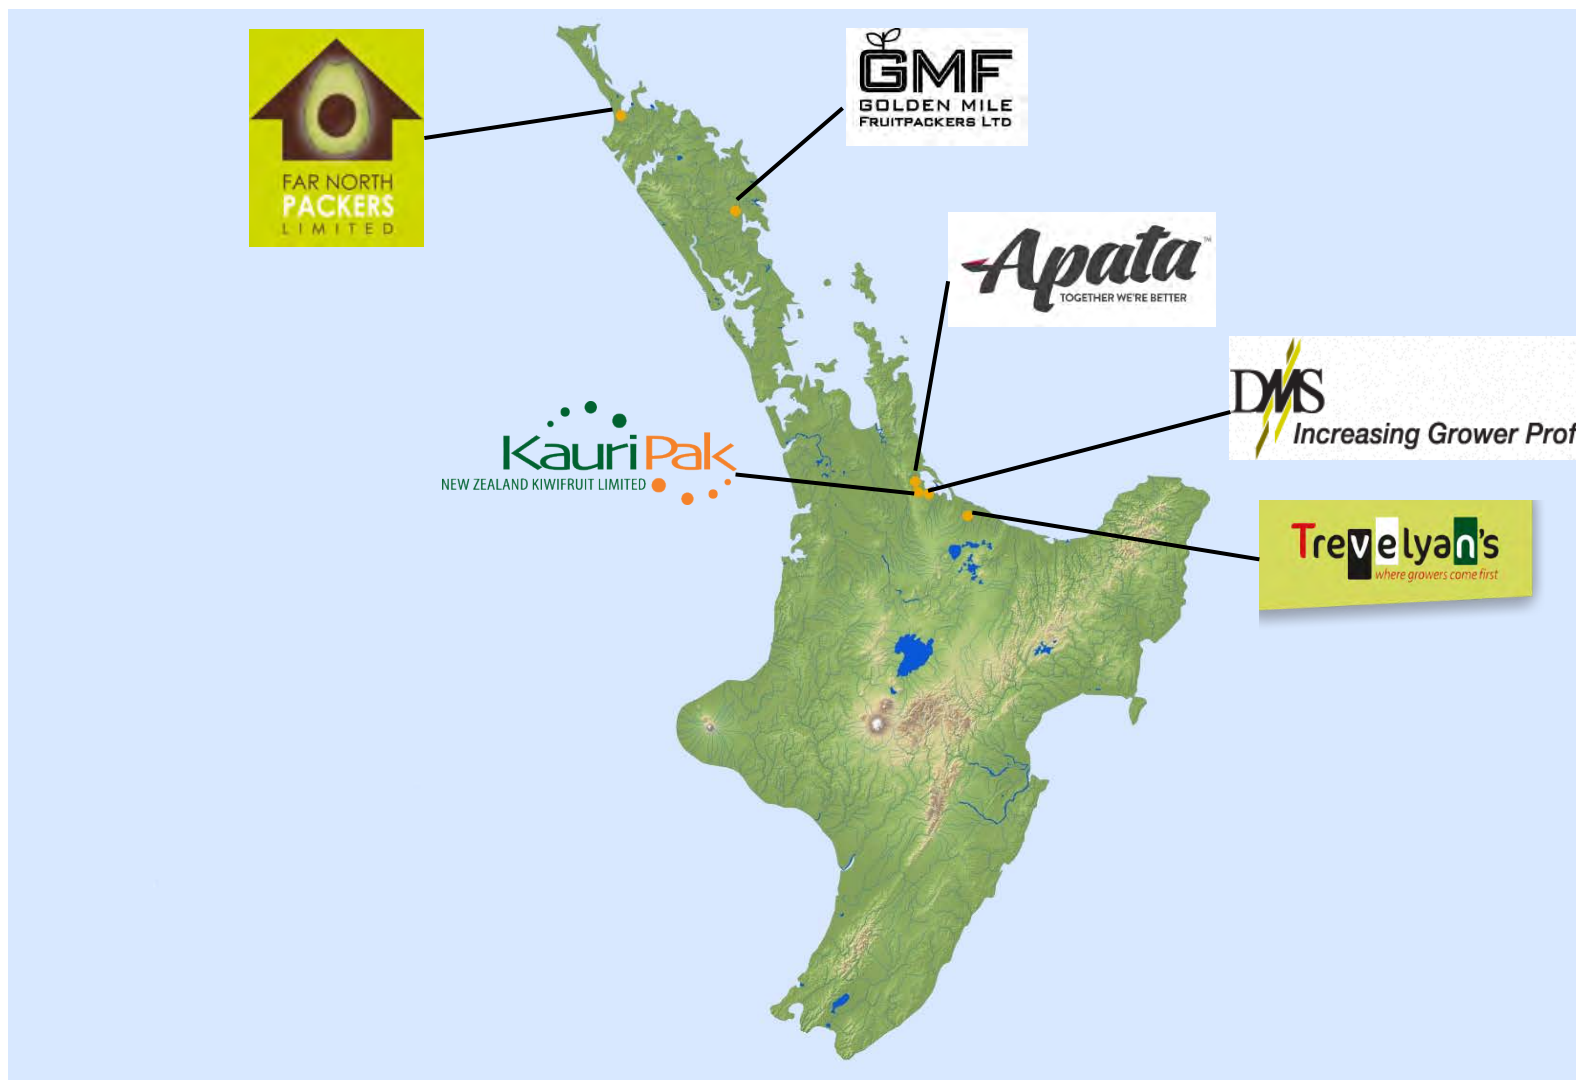 FAR NORTH
PACKERS
LIMITED
GMF
GOLDEN MILE
FRUITPACKERS LTD
Apata™
TOGETHER WE'RE BETTER
DMS
Increasing Grower Prof
KauriPak
NEW ZEALAND KIWIFRUIT LIMITED
Trevelyan's
where growers come first